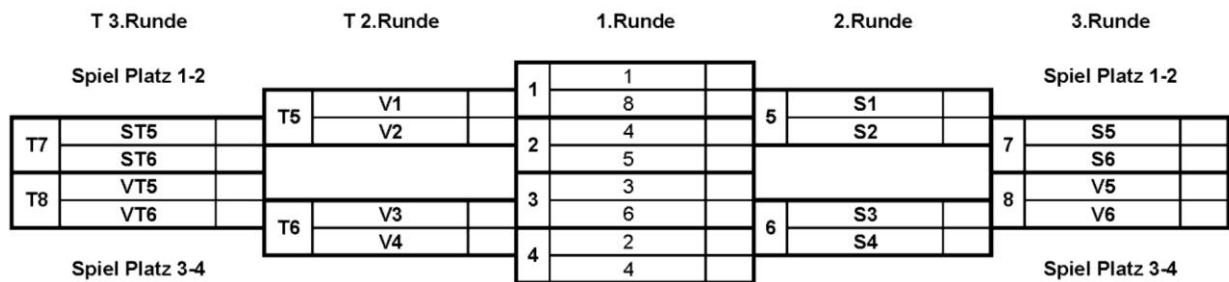 T 3.Runde T 2.Runde 1.Runde 2.Runde 3.Runde
Spiel Platz 1-2 Spiel Platz 1-2
1 1
8
T5 V1
V2
5 S1
S2
T7 ST5
ST6
2 4
5
7 S5
S6
T8 VT5
VT6
3 3
6
8 V5
V6
T6 V3
V4
6 S3
S4
4 2
4
Spiel Platz 3-4 Spiel Platz 3-4